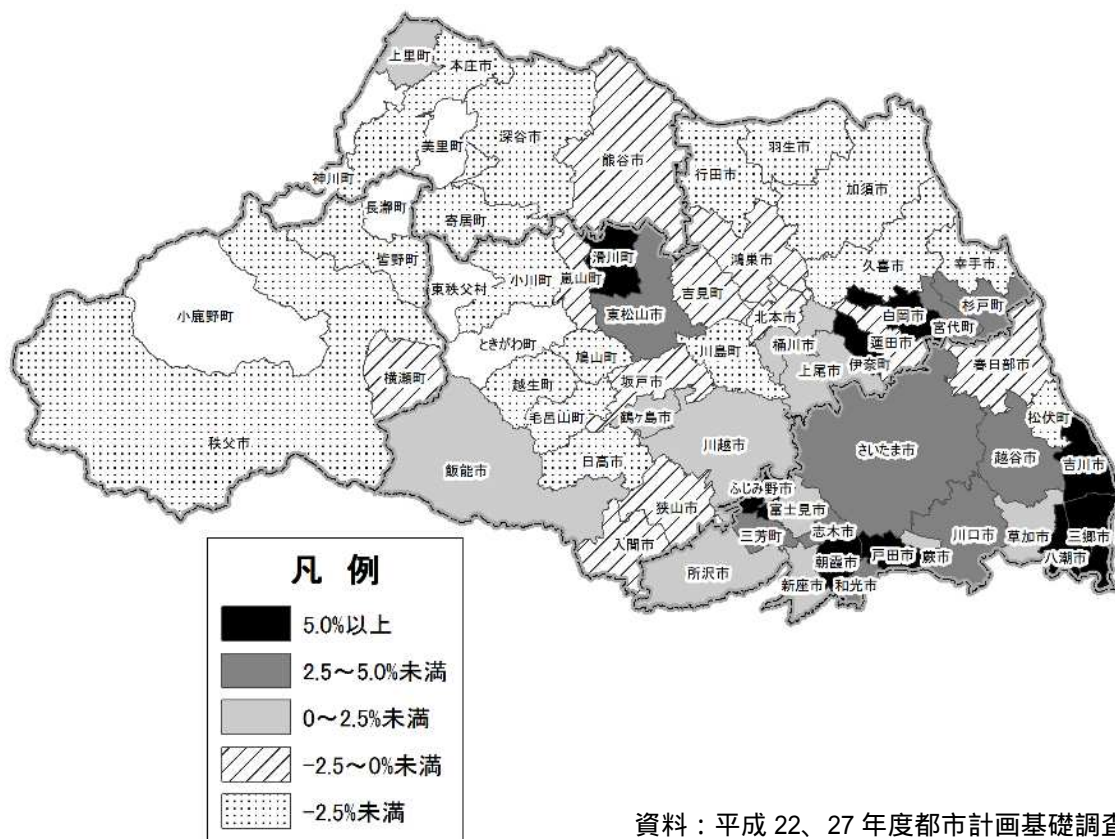 上里町
本庄市
美里町
深谷市
熊谷市
神川町
長瀞町
寄居町
皆野町
行田市
羽生市
加須市
小鹿野町
東秩父村
小川町
嵐山町
滑川町
東松山市
吉見町
鴻巣市
北本市
久喜市
幸手市
杉戸町
白岡市
宮代町
蓮田市
伊奈町
桶川市
上尾市
春日部市
松伏町
ときがわ町
鳩山町
川島町
越生町
坂戸市
毛呂山町
鶴ヶ島市
横瀬町
秩父市
飯能市
日高市
川越市
さいたま市
越谷市
吉川市
狭山市
ふじみ野市
富士見市
入間市
三芳町
志木市
所沢市
新座市
朝霞市
和光市
戸田市
蕨市
川口市
草加市
八潮市
三郷市
凡 例
5.0%以上
2.5～5.0%未満
0～2.5%未満
-2.5～0%未満
-2.5%未満
資料：平成 22、27 年度都市計画基礎調査